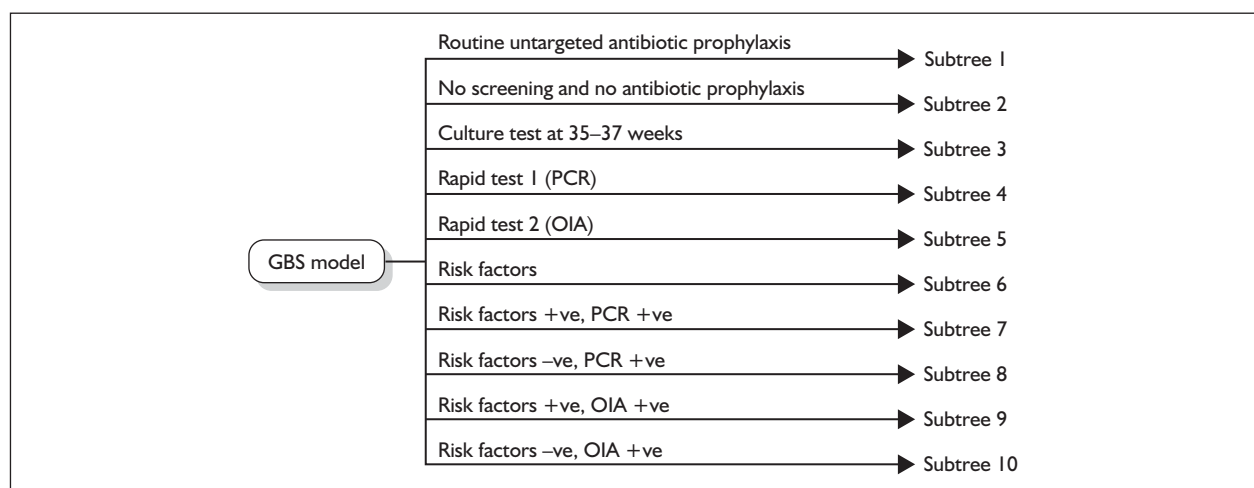 Routine untargeted antibiotic prophylaxis
Subtree 1
No screening and no antibiotic prophylaxis
Subtree 2
Culture test at 35–37 weeks
Subtree 3
Rapid test 1 (PCR)
Subtree 4
Rapid test 2 (OIA)
Subtree 5
GBS model
Risk factors
Subtree 6
Risk factors +ve, PCR +ve
Subtree 7
Risk factors –ve, PCR +ve
Subtree 8
Risk factors +ve, OIA +ve
Subtree 9
Risk factors –ve, OIA +ve
Subtree 10